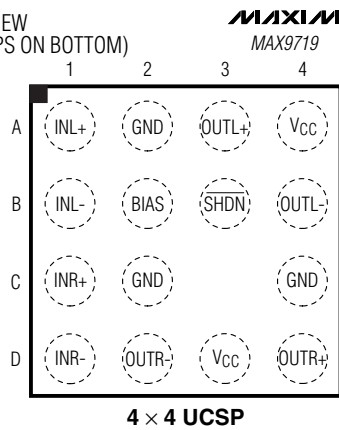 EW
PS ON BOTTOM)
MAXIM
MAX9719
1 2 3 4
A INL+ GND OUTL+ VCC
B INL- BIAS SHDN OUTL-
C INR+ GND GND
D INR- OUTR- VCC OUTR+
4 × 4 UCSP